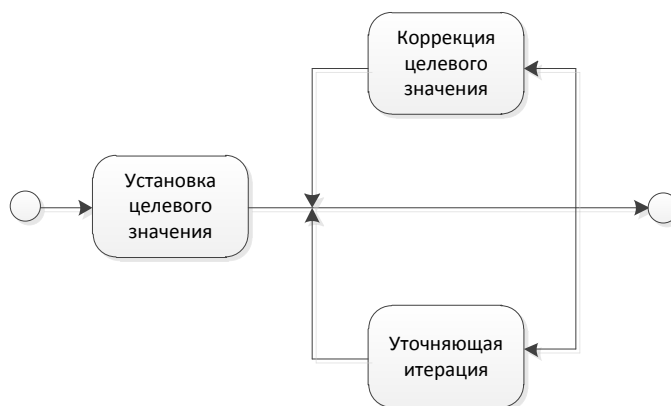 Коррекция
целевого
значения
Установка
целевого
значения
Уточняющая
итерация